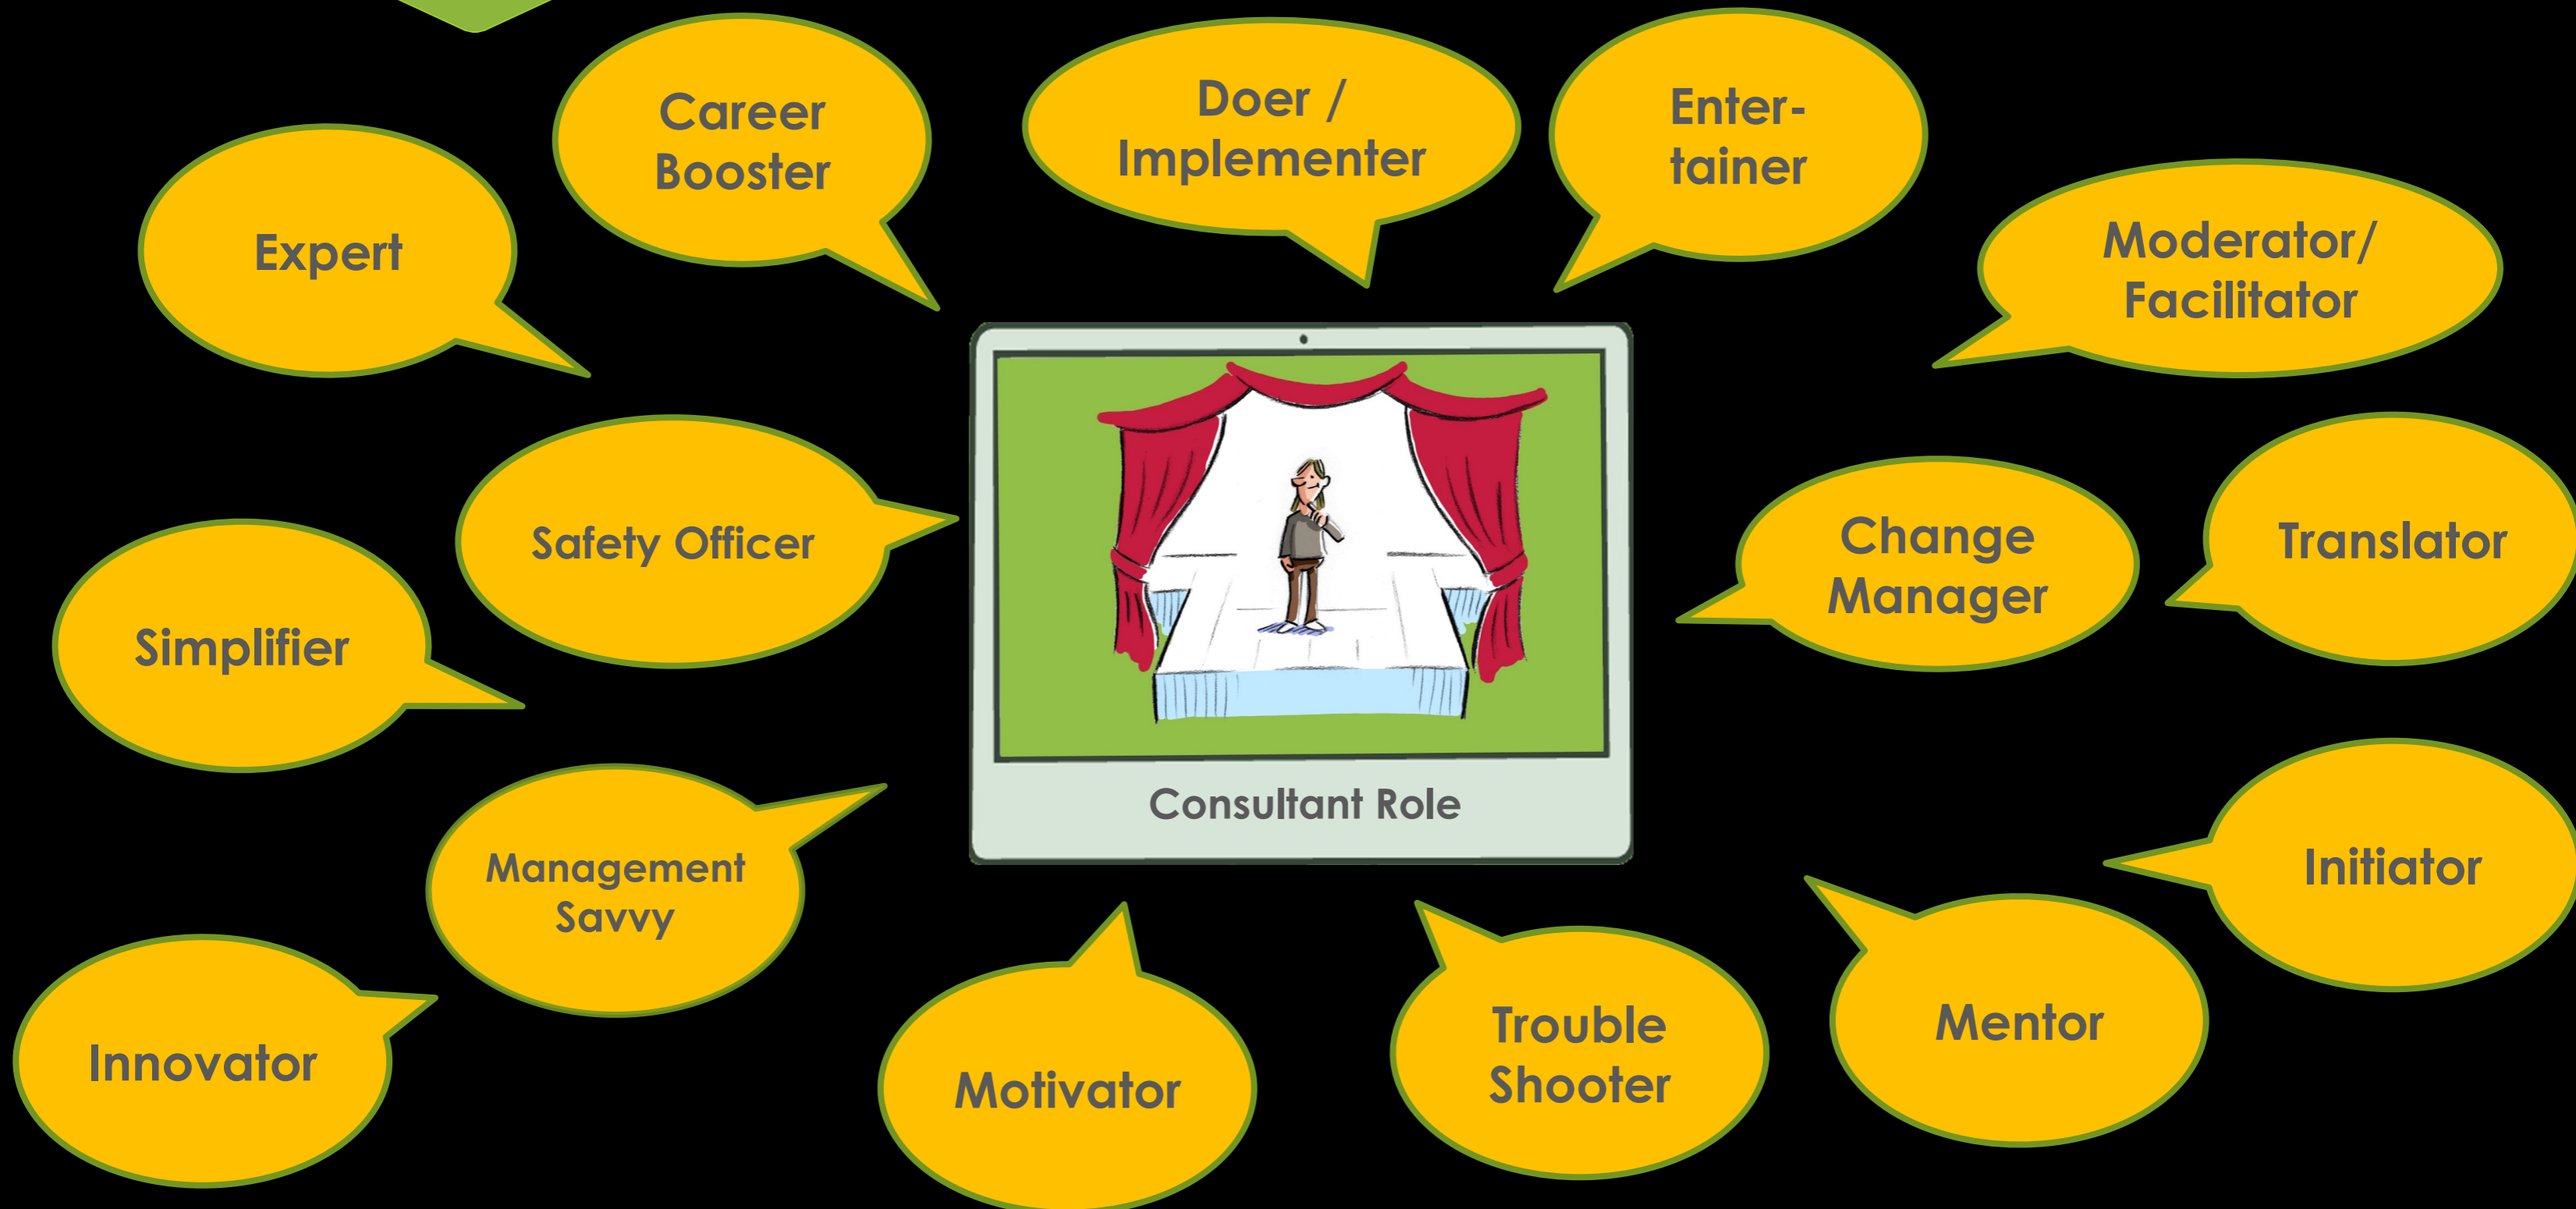 Career
Booster
Doer /
Implementer
Enter-
tainer
Expert
Moderator/
Facilitator
Safety Officer
Change
Manager
Translator
Simplifier
Consultant Role
Management
Savvy
Initiator
Innovator
Motivator
Trouble
Shooter
Mentor